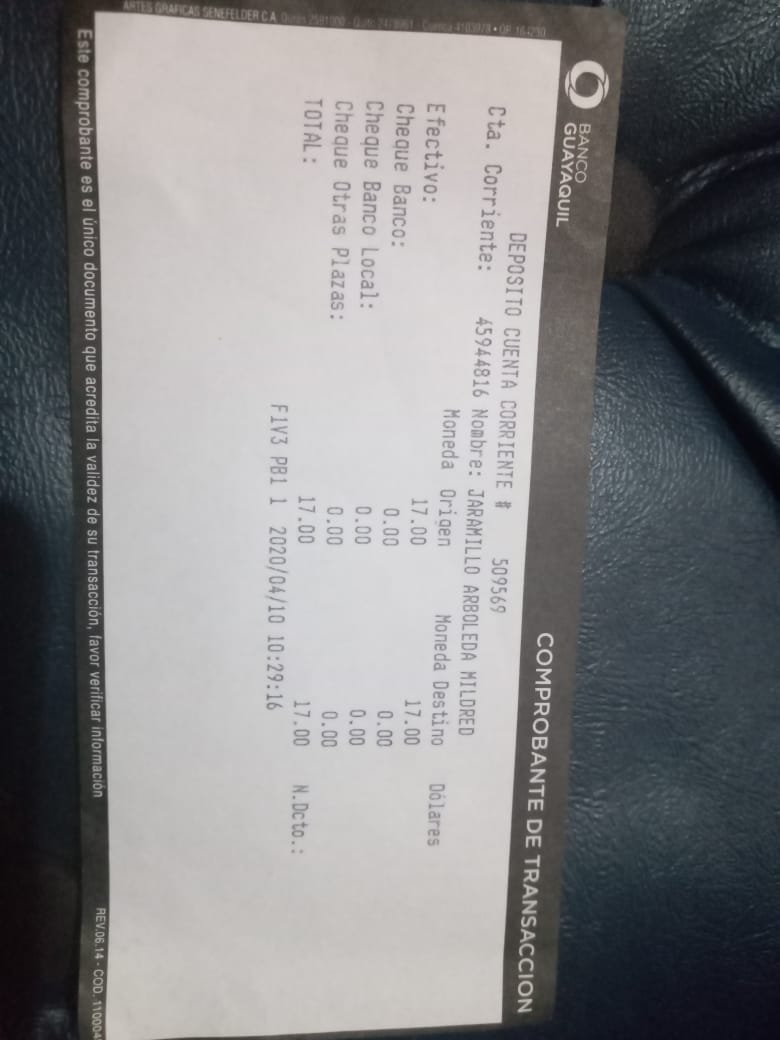 BANCO
GUAYAQUIL
COMPROBANTE DE TRANSACCION
DEPOSITO CUENTA CORRIENTE # 509569
Cta. Corriente: 45944816 Nombre: JARAMILLO ARBOLEDA MILDRED
Moneda Origen Moneda Destino Dólares
Efectivo: 17.00 17.00
Cheque Banco: 0.00 0.00
Cheque Banco Local: 0.00 0.00
Cheque Otras Plazas: 0.00 0.00
TOTAL: 17.00 17.00 N.Dcto.:
F1V3 PB1 1 2020/04/10 10:29:16
Este comprobante es el único documento que acredita la validez de su transacción, favor verificar información
REV.06.14 - COD.
ARTES GRAFICAS SENEFELDER C.A.